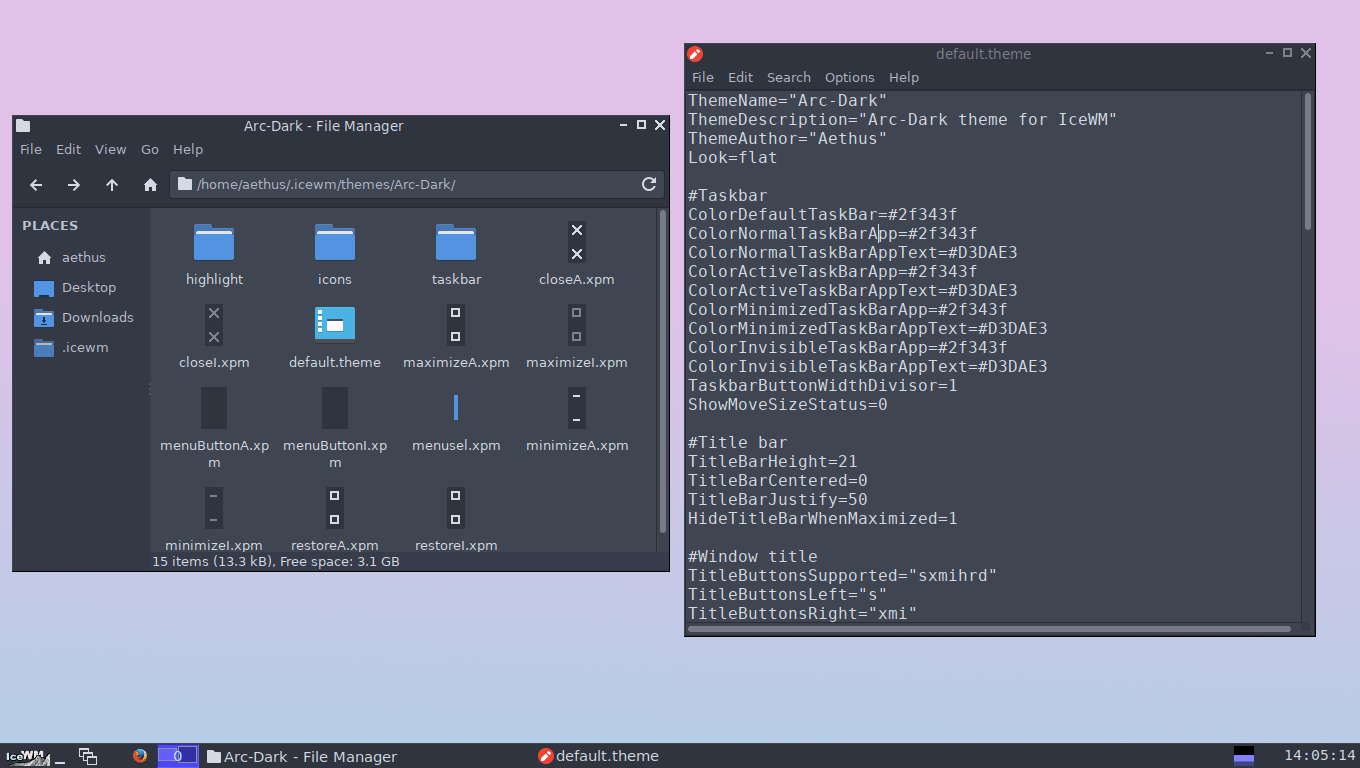 Arc-Dark - File Manager
File Edit View Go Help
/home/aethus/.icewm/themes/Arc-Dark/
PLACES
aethus
Desktop
Downloads
.icewm
highlight icons taskbar closeA.xpm
closeI.xpm default.theme maximizeA.xpm maximizeI.xpm
menuButtonA.xp
m
menuButtonI.xp
m
menusel.xpm minimizeA.xpm
minimizeI.xpm restoreA.xpm restoreI.xpm
15 items (13.3 kB), Free space: 3.1 GB
default.theme
File Edit Search Options Help
ThemeName="Arc-Dark"
ThemeDescription="Arc-Dark theme for IceWM"
ThemeAuthor="Aethus"
Look=flat
#Taskbar
ColorDefaultTaskBar=#2f343f
ColorNormalTaskBarApp=#2f343f
ColorNormalTaskBarAppText=#D3DAE3
ColorActiveTaskBarApp=#2f343f
ColorActiveTaskBarAppText=#D3DAE3
ColorMinimizedTaskBarApp=#2f343f
ColorMinimizedTaskBarAppText=#D3DAE3
ColorInvisibleTaskBarApp=#2f343f
ColorInvisibleTaskBarAppText=#D3DAE3
TaskbarButtonWidthDivisor=1
ShowMoveSizeStatus=0
#Title bar
TitleBarHeight=21
TitleBarCentered=0
TitleBarJustify=50
HideTitleBarWhenMaximized=1
#Window title
TitleButtonsSupported="sxmihrd"
TitleButtonsLeft="s"
TitleButtonsRight="xmi"
IceWM 0 Arc-Dark - File Manager default.theme 14:05:14